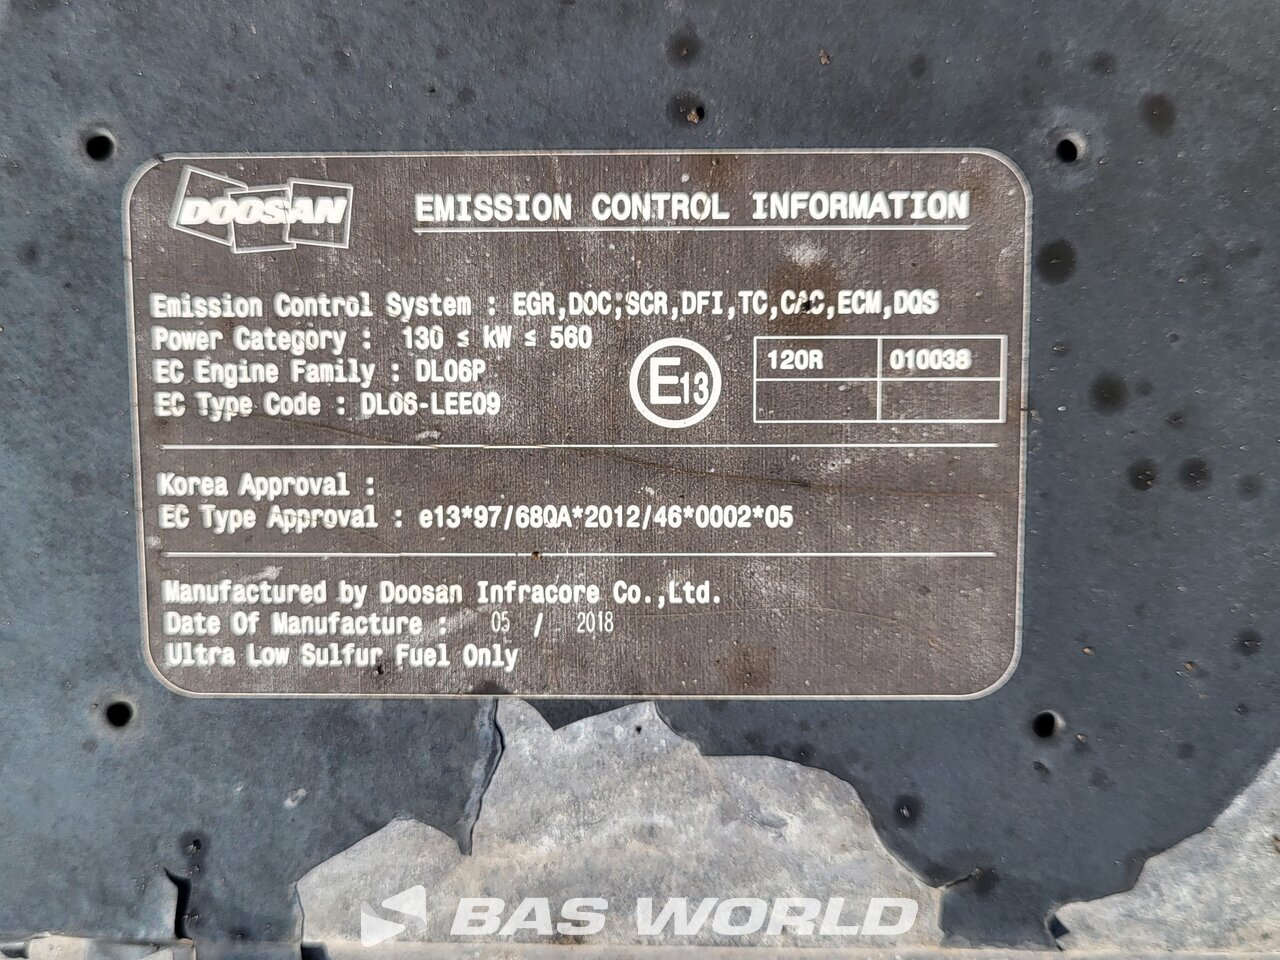 DOOSAN
EMISSION CONTROL INFORMATION
Emission Control System : EGR,DOC,SCR,DFI,TC,CAC,ECM,DQS
Power Category : 130 ≤ kW ≤ 560
EC Engine Family : DL06P
EC Type Code : DL06-LEE09
E13
120R 010038
Korea Approval :
EC Type Approval : e13*97/68QA*2012/46*0002*05
Manufactured by Doosan Infracore Co.,Ltd.
Date Of Manufacture : 05 / 2018
Ultra Low Sulfur Fuel Only
BAS WORLD